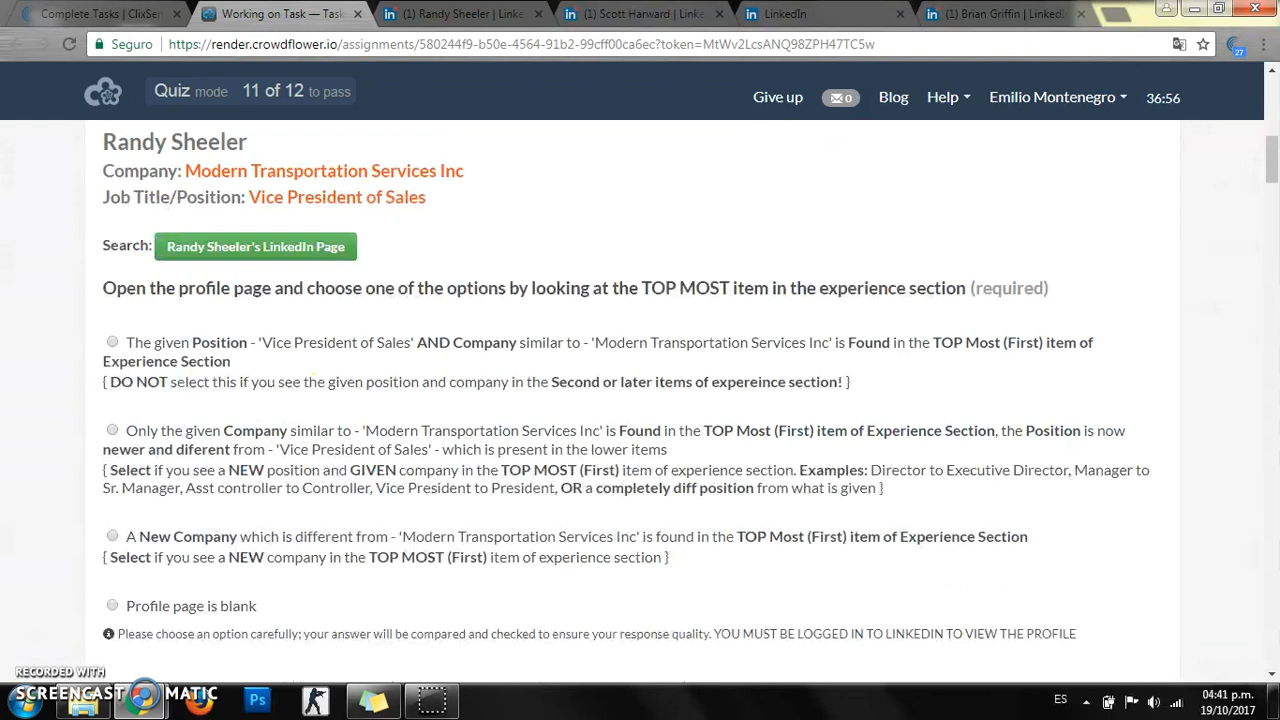 Complete Tasks | ClixSer
Working on Task — Task
(1) Randy Sheeler | Linke
(1) Scott Harward | Linke
LinkedIn
(1) Brian Griffin | LinkedI
Seguro
https://render.crowdflower.io/assignments/580244f9-b50e-4564-91b2-99cff00ca6ec?token=MtWv2LcsANQ98ZPH47TC5w
27
Quiz mode 11 of 12 to pass
Give up
0
Blog
Help
Emilio Montenegro
36:56
Randy Sheeler
Company: Modern Transportation Services Inc
Job Title/Position: Vice President of Sales
Search: Randy Sheeler's LinkedIn Page
Open the profile page and choose one of the options by looking at the TOP MOST item in the experience section (required)
The given Position - 'Vice President of Sales' AND Company similar to - 'Modern Transportation Services Inc' is Found in the TOP Most (First) item of
Experience Section
{ DO NOT select this if you see the given position and company in the Second or later items of expereince section! }
Only the given Company similar to - 'Modern Transportation Services Inc' is Found in the TOP Most (First) item of Experience Section, the Position is now
newer and diferent from - 'Vice President of Sales' - which is present in the lower items
{ Select if you see a NEW position and GIVEN company in the TOP MOST (First) item of experience section. Examples: Director to Executive Director, Manager to
Sr. Manager, Asst controller to Controller, Vice President to President, OR a completely diff position from what is given }
A New Company which is different from - 'Modern Transportation Services Inc' is found in the TOP Most (First) item of Experience Section
{ Select if you see a NEW company in the TOP MOST (First) item of experience section }
Profile page is blank
Please choose an option carefully; your answer will be compared and checked to ensure your response quality. YOU MUST BE LOGGED IN TO LINKEDIN TO VIEW THE PROFILE
RECORDED WITH
SCREENCAST MATIC
Ps
ES
04:41 p.m.
19/10/2017